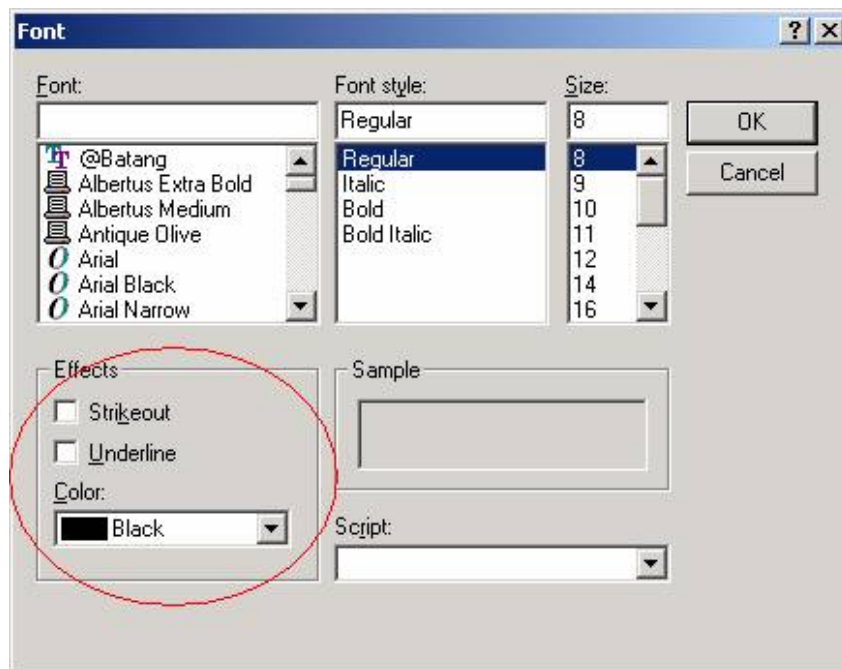 Font
Font:
Font style:
Size:
Regular
8
OK
Cancel
@Batang
Albertus Extra Bold
Albertus Medium
Antique Olive
Arial
Arial Black
Arial Narrow
Regular
Italic
Bold
Bold Italic
8
9
10
11
12
14
16
Effects
Strikeout
Underline
Color:
Black
Sample
Script: